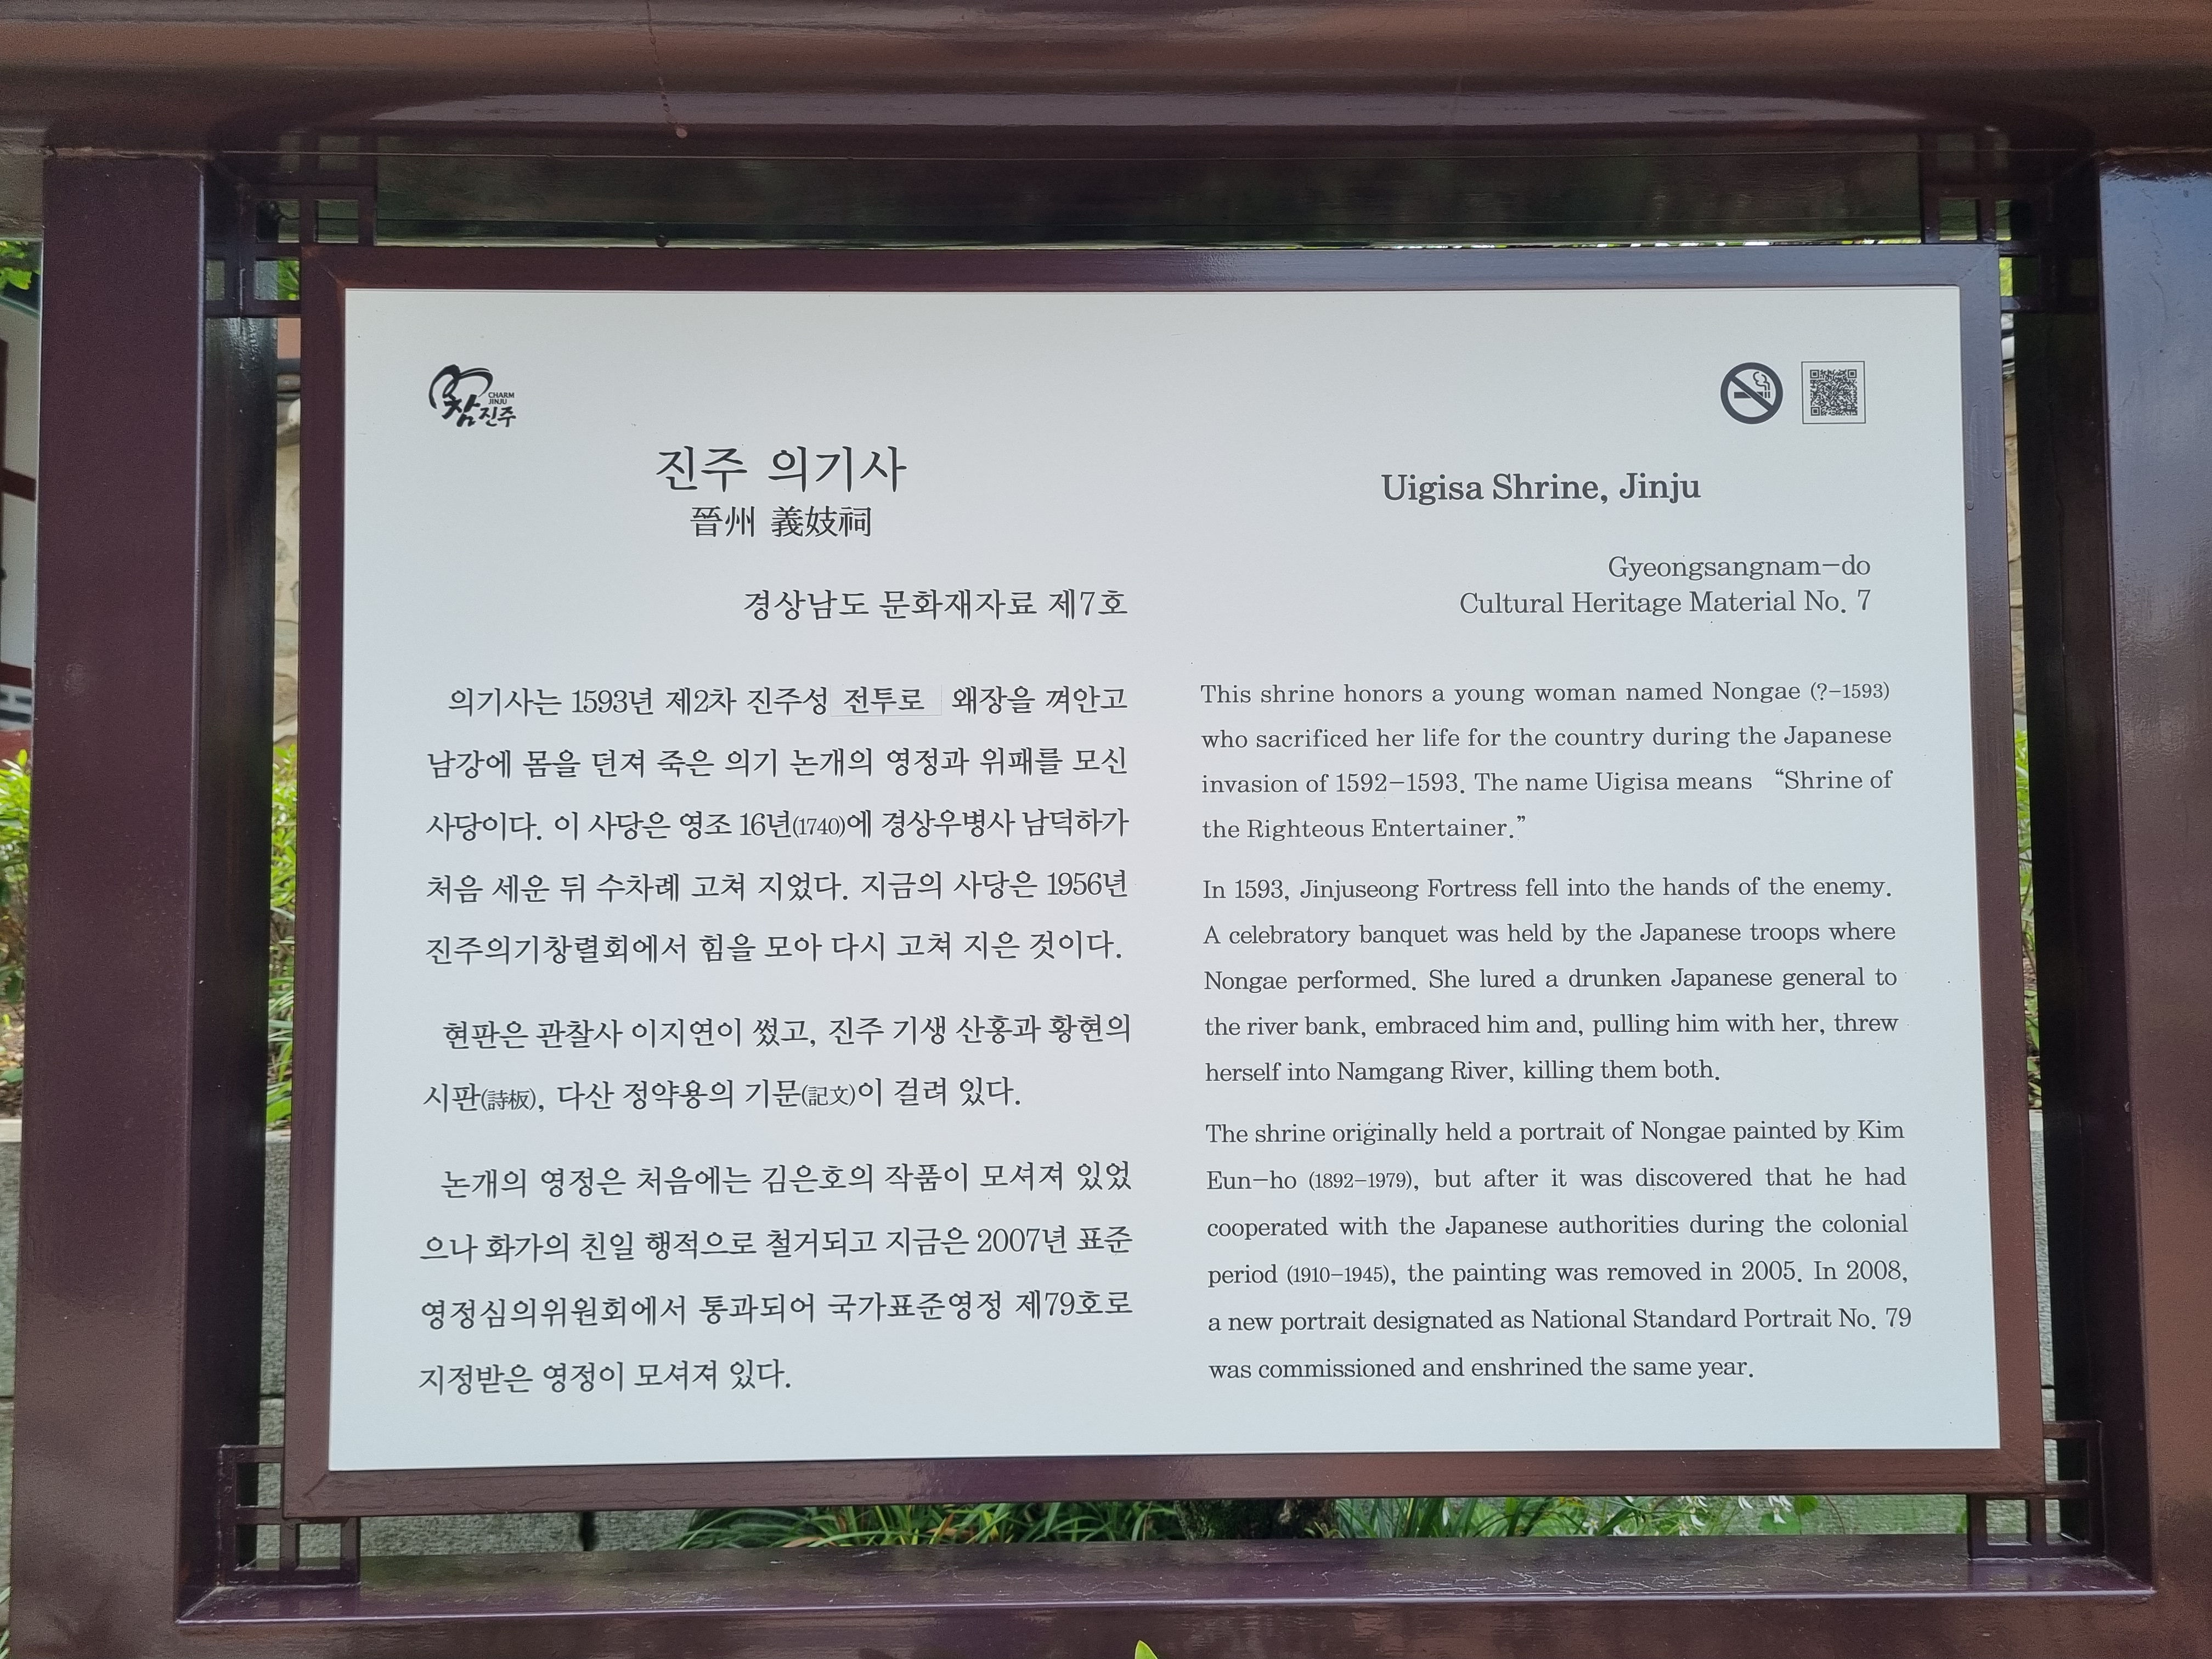 CHARM
JINJU
참진주
진주 의기사
晉州 義妓祠
경상남도 문화재자료 제7호
의기사는 1593년 제2차 진주성 전투로 왜장을 껴안고
남강에 몸을 던져 죽은 의기 논개의 영정과 위패를 모신
사당이다. 이 사당은 영조 16년(1740)에 경상우병사 남덕하가
처음 세운 뒤 수차례 고쳐 지었다. 지금의 사당은 1956년
진주의기창렬회에서 힘을 모아 다시 고쳐 지은 것이다.
현판은 관찰사 이지연이 썼고, 진주 기생 산홍과 황현의
시판(詩板), 다산 정약용의 기문(記文)이 걸려 있다.
논개의 영정은 처음에는 김은호의 작품이 모셔져 있었
으나 화가의 친일 행적으로 철거되고 지금은 2007년 표준
영정심의위원회에서 통과되어 국가표준영정 제79호로
지정받은 영정이 모셔져 있다.
Uigisa Shrine, Jinju
Gyeongsangnam-do
Cultural Heritage Material No. 7
This shrine honors a young woman named Nongae (?-1593)
who sacrificed her life for the country during the Japanese
invasion of 1592-1593. The name Uigisa means “Shrine of
the Righteous Entertainer.”
In 1593, Jinjuseong Fortress fell into the hands of the enemy.
A celebratory banquet was held by the Japanese troops where
Nongae performed. She lured a drunken Japanese general to
the river bank, embraced him and, pulling him with her, threw
herself into Namgang River, killing them both.
The shrine originally held a portrait of Nongae painted by Kim
Eun-ho (1892-1979), but after it was discovered that he had
cooperated with the Japanese authorities during the colonial
period (1910-1945), the painting was removed in 2005. In 2008,
a new portrait designated as National Standard Portrait No. 79
was commissioned and enshrined the same year.